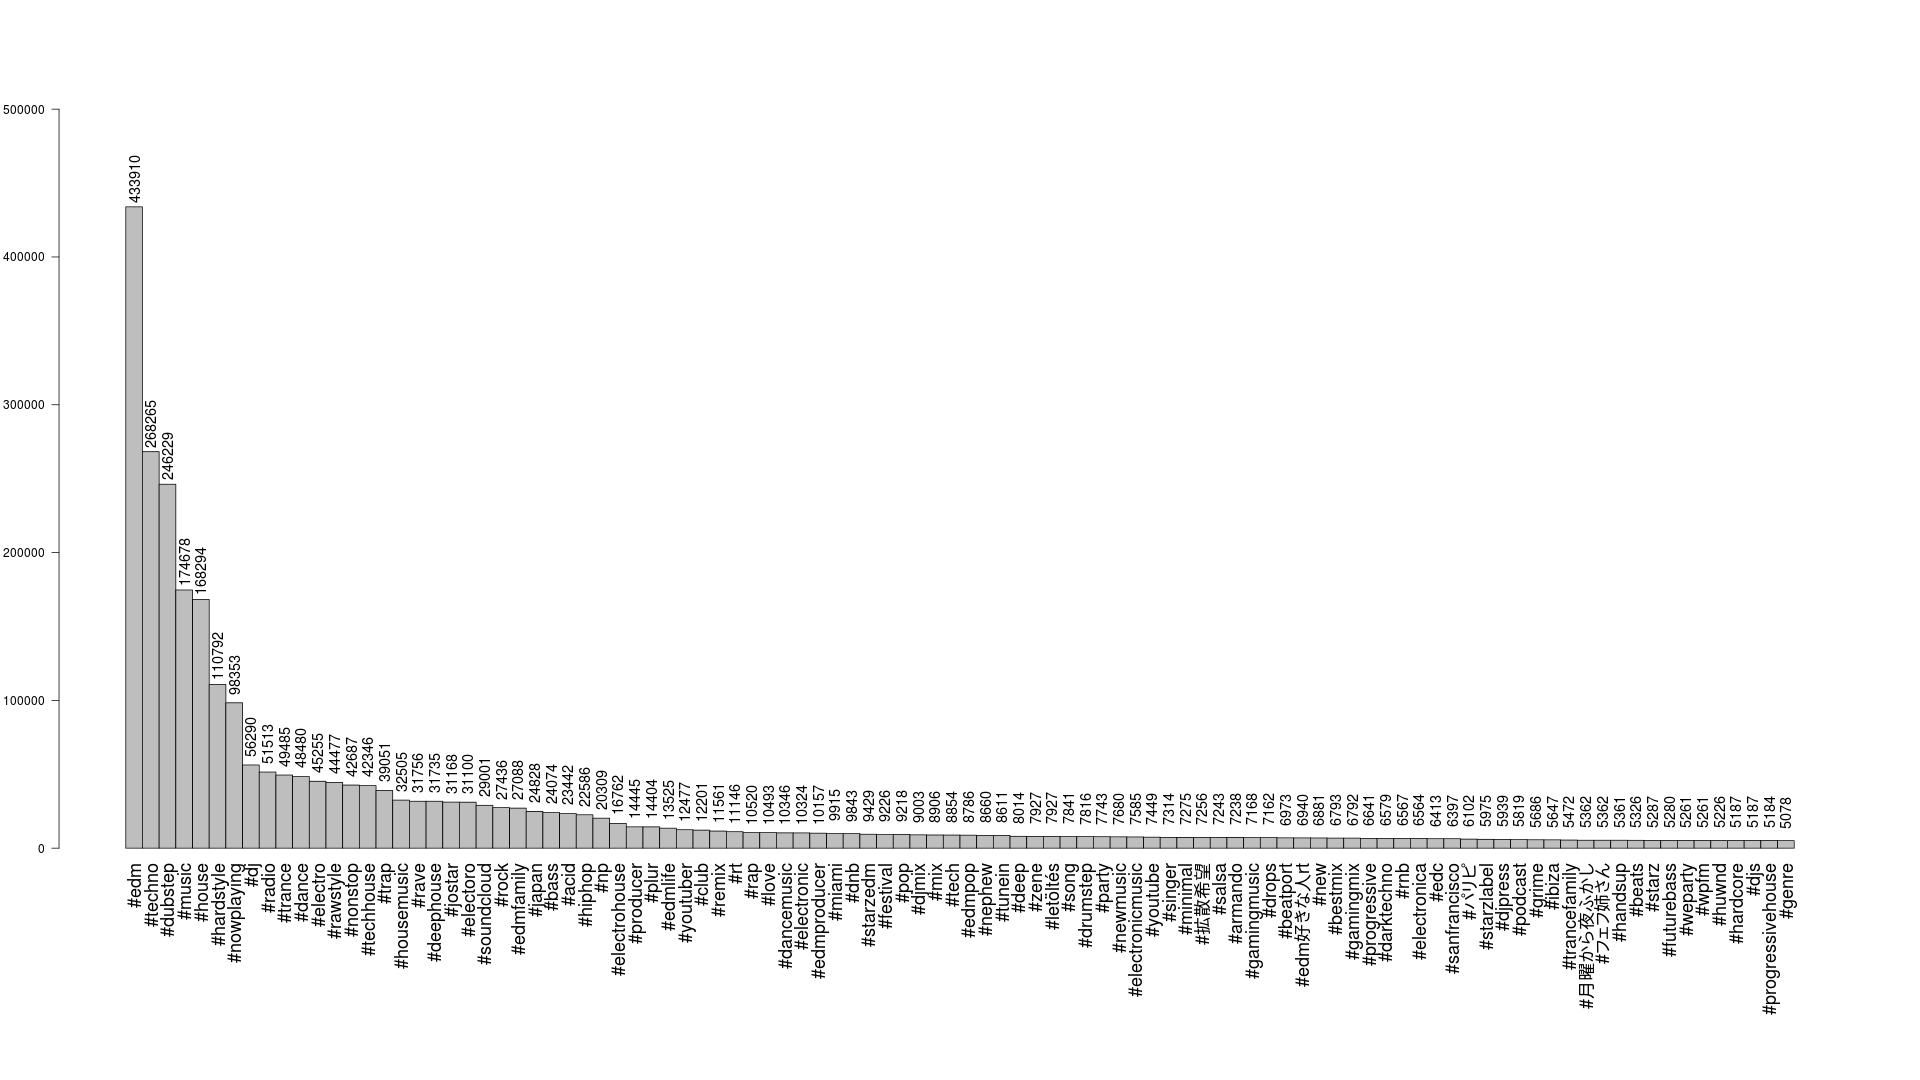 500000
400000
300000
200000
100000
0
433910
268265
246229
174678
168294
110792
98353
56290
51513
49485
48480
45255
44477
42687
42346
39051
32505
31756
31735
31168
31100
29001
27436
27088
24828
24074
23442
22586
20309
16762
14445
14404
13525
12477
12201
11561
11146
10520
10493
10346
10324
10157
9915
9843
9429
9226
9218
9003
8906
8854
8786
8660
8611
8014
7927
7927
7841
7816
7743
7680
7585
7449
7314
7275
7256
7243
7238
7168
7162
6973
6940
6881
6793
6792
6641
6579
6567
6564
6413
6397
6102
5975
5939
5819
5686
5647
5472
5362
5362
5361
5326
5287
5280
5261
5261
5226
5187
5187
5184
5078
#edm
#techno
#dubstep
#music
#house
#hardstyle
#nowplaying
#dj
#radio
#trance
#dance
#electro
#rawstyle
#nonstop
#techhouse
#trap
#housemusic
#rave
#deephouse
#jostar
#electoro
#soundcloud
#rock
#edmfamily
#japan
#bass
#acid
#hiphop
#np
#electrohouse
#producer
#plur
#edmlife
#youtuber
#club
#remix
#rt
#rap
#love
#dancemusic
#electronic
#edmproducer
#miami
#dnb
#starzedm
#festival
#pop
#djmix
#mix
#tech
#edmpop
#nephew
#tunein
#deep
#zene
#letöltés
#song
#drumstep
#party
#newmusic
#electronicmusic
#youtube
#singer
#minimal
#拡散希望
#salsa
#armando
#gamingmusic
#drops
#beatport
#edm好きな人rt
#new
#bestmix
#gamingmix
#progressive
#darktechno
#rnb
#electronica
#edc
#sanfrancisco
#パリピ
#starzlabel
#djpress
#podcast
#grime
#ibiza
#trancefamily
#月曜から夜ふかし
#フェフ姉さん
#handsup
#beats
#starz
#futurebass
#weparty
#wpfm
#huwnd
#hardcore
#djs
#progressivehouse
#genre